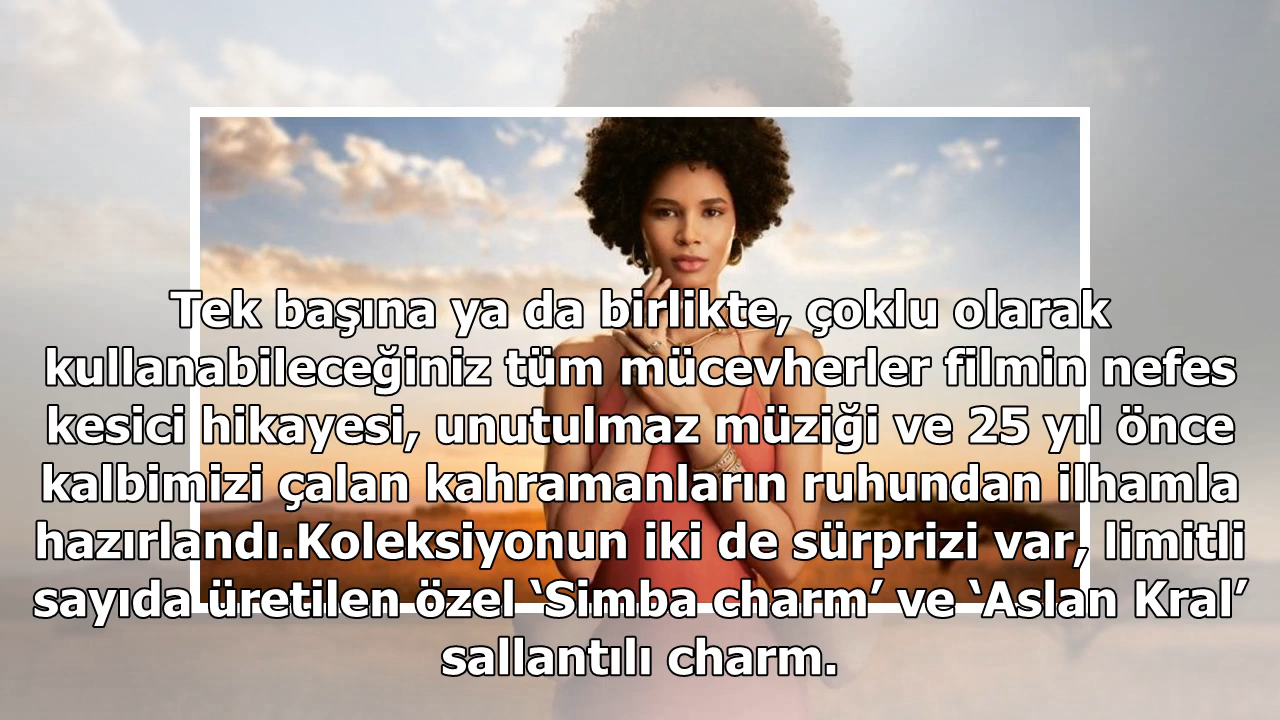 Tek başına ya da birlikte, çoklu olarak
kullanabileceğiniz tüm mücevherler filmin nefes
kesici hikayesi, unutulmaz müziği ve 25 yıl önce
kalbimizi çalan kahramanların ruhundan ilhamla
hazırlandı.Koleksiyonun iki de sürprizi var, limitli
sayıda üretilen özel ‘Simba charm’ ve ‘Aslan Kral’
sallantılı charm.